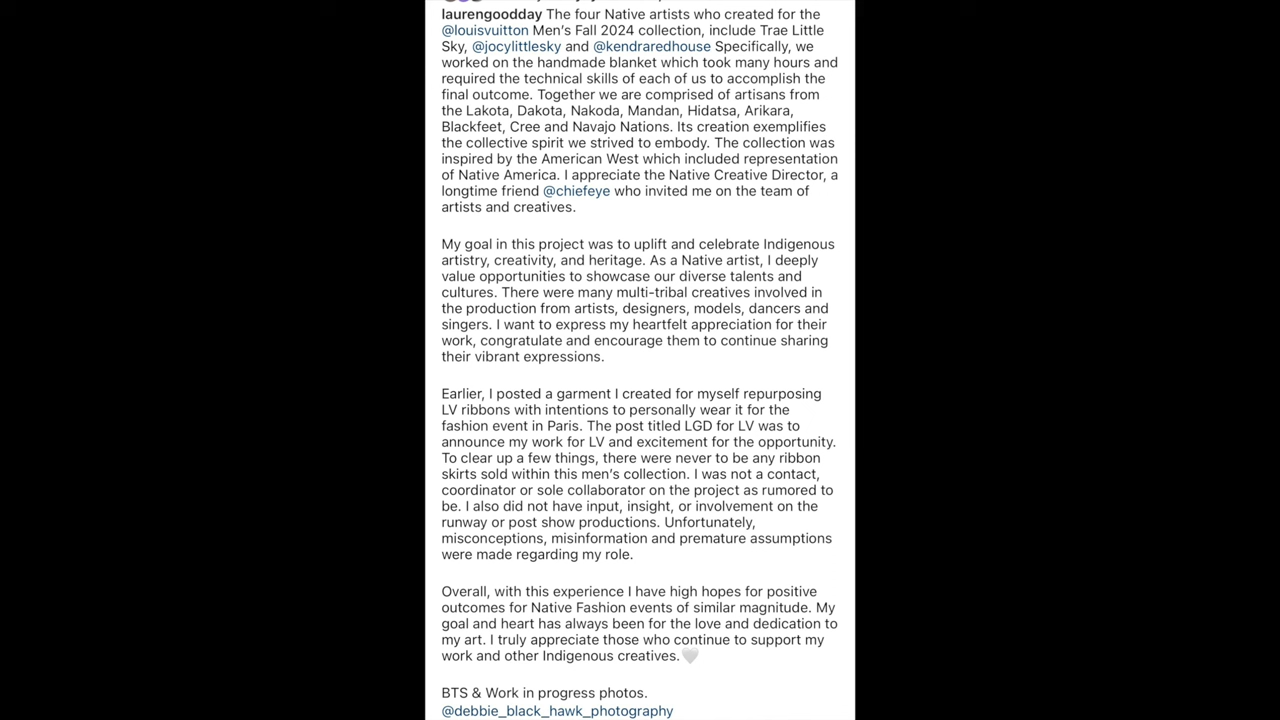 laurengoodday The four Native artists who created for the
@louisvuitton Men's Fall 2024 collection, include Trae Little
Sky, @jocylittlesky and @kendraredhouse Specifically, we
worked on the handmade blanket which took many hours and
required the technical skills of each of us to accomplish the
final outcome. Together we are comprised of artisans from
the Lakota, Dakota, Nakoda, Mandan, Hidatsa, Arikara,
Blackfeet, Cree and Navajo Nations. Its creation exemplifies
the collective spirit we strived to embody. The collection was
inspired by the American West which included representation
of Native America. I appreciate the Native Creative Director, a
longtime friend @chiefeye who invited me on the team of
artists and creatives.
My goal in this project was to uplift and celebrate Indigenous
artistry, creativity, and heritage. As a Native artist, I deeply
value opportunities to showcase our diverse talents and
cultures. There were many multi-tribal creatives involved in
the production from artists, designers, models, dancers and
singers. I want to express my heartfelt appreciation for their
work, congratulate and encourage them to continue sharing
their vibrant expressions.
Earlier, I posted a garment I created for myself repurposing
LV ribbons with intentions to personally wear it for the
fashion event in Paris. The post titled LGD for LV was to
announce my work for LV and excitement for the opportunity.
To clear up a few things, there were never to be any ribbon
skirts sold within this men's collection. I was not a contact,
coordinator or sole collaborator on the project as rumored to
be. I also did not have input, insight, or involvement on the
runway or post show productions. Unfortunately,
misconceptions, misinformation and premature assumptions
were made regarding my role.
Overall, with this experience I have high hopes for positive
outcomes for Native Fashion events of similar magnitude. My
goal and heart has always been for the love and dedication to
my art. I truly appreciate those who continue to support my
work and other Indigenous creatives.🤍
BTS & Work in progress photos.
@debbie_black_hawk_photography